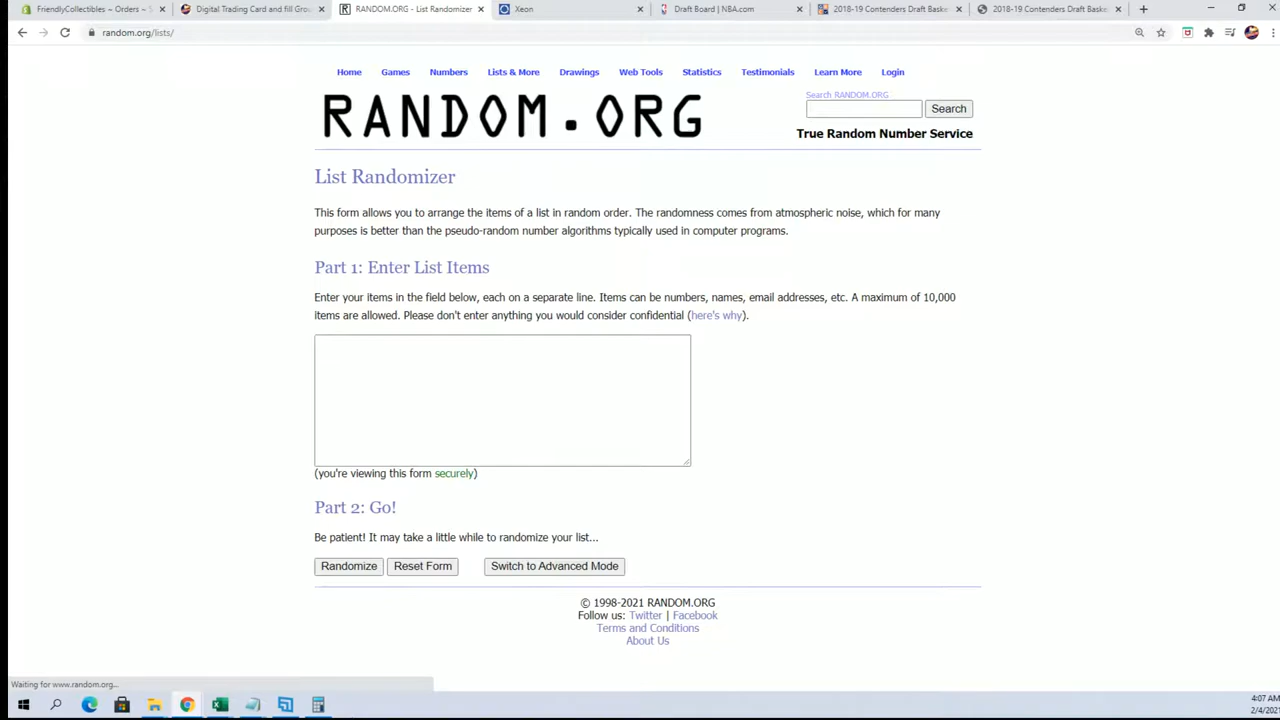 FriendlyCollectibles ~ Orders ~ S
Digital Trading Card and fill Grou
RANDOM.ORG - List Randomizer
Xeon
Draft Board | NBA.com
2018-19 Contenders Draft Baske
2018-19 Contenders Draft Baske
random.org/lists/
Home Games Numbers Lists & More Drawings Web Tools Statistics Testimonials Learn More Login
RANDOM.ORG
Search RANDOM.ORG
Search
True Random Number Service
List Randomizer
This form allows you to arrange the items of a list in random order. The randomness comes from atmospheric noise, which for many
purposes is better than the pseudo-random number algorithms typically used in computer programs.
Part 1: Enter List Items
Enter your items in the field below, each on a separate line. Items can be numbers, names, email addresses, etc. A maximum of 10,000
items are allowed. Please don't enter anything you would consider confidential (here's why).
(you're viewing this form securely)
Part 2: Go!
Be patient! It may take a little while to randomize your list...
Randomize Reset Form Switch to Advanced Mode
© 1998-2021 RANDOM.ORG
Follow us: Twitter | Facebook
Terms and Conditions
About Us
Waiting for www.random.org...
4:07 AM
2/4/2021